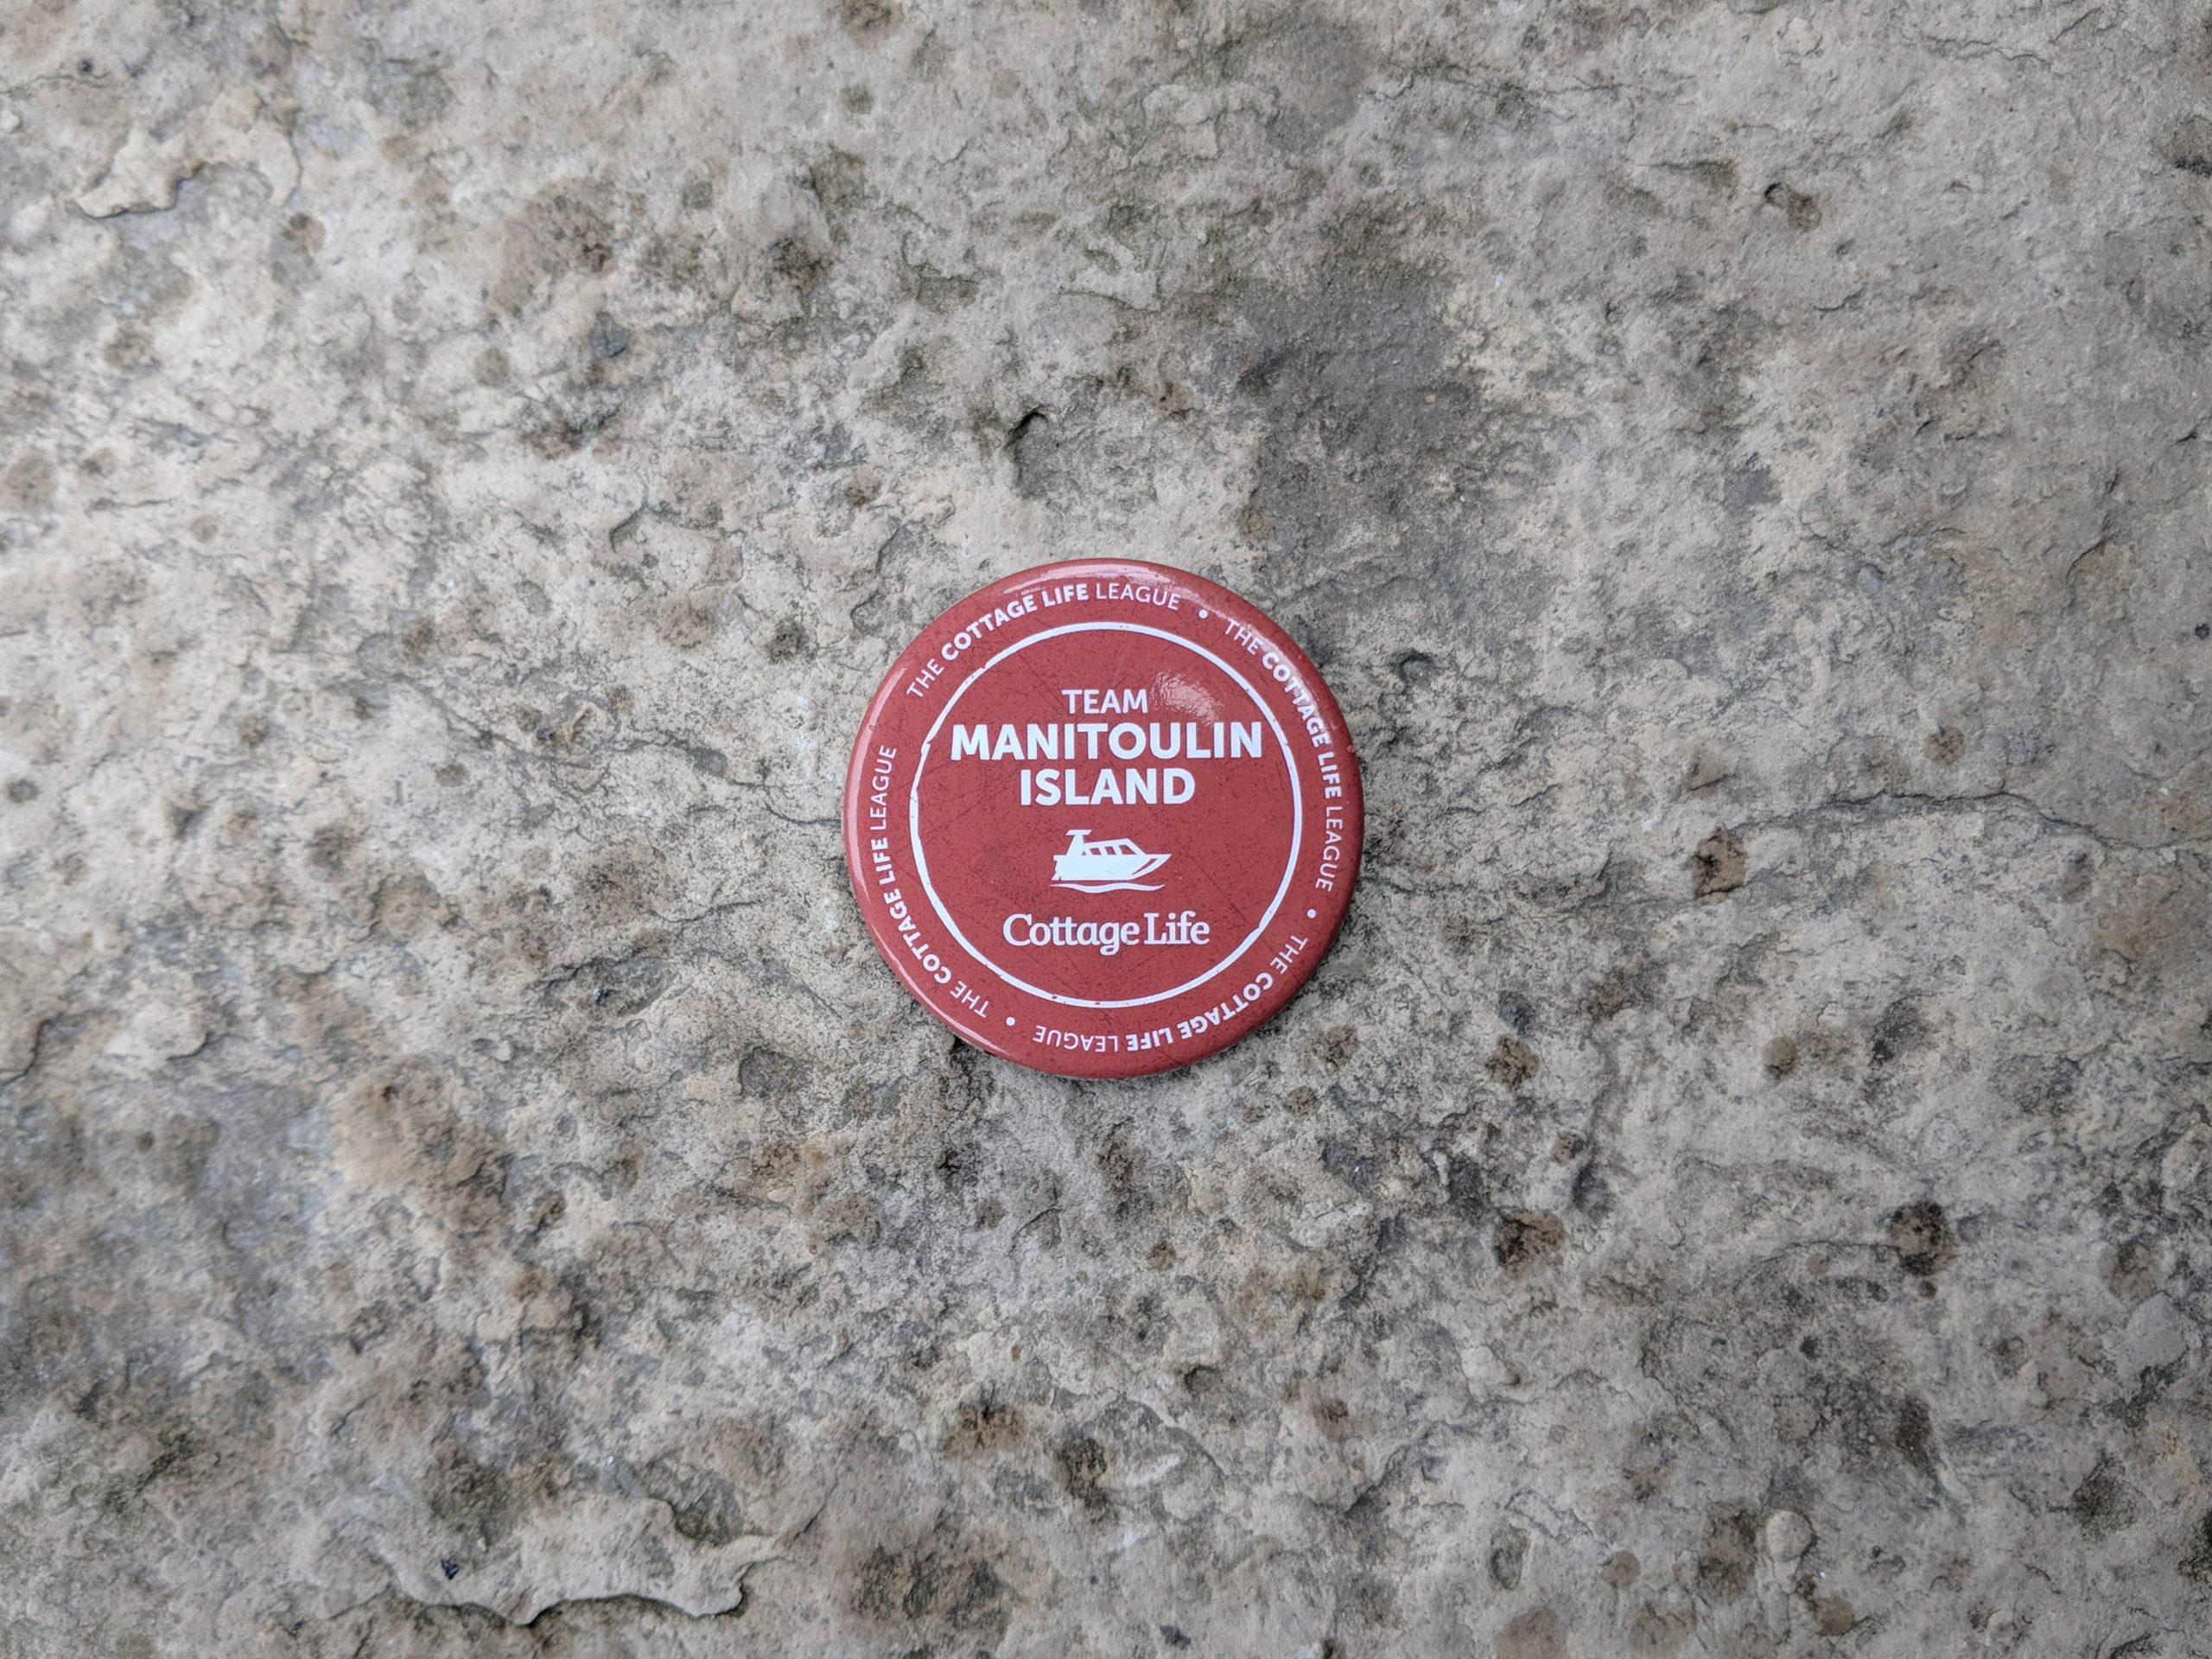 TEAM
MANITOULIN
ISLAND
Cottage Life
THE COTTAGE LIFE LEAGUE • THE COTTAGE LIFE LEAGUE • THE COTTAGE LIFE LEAGUE • THE COTTAGE LIFE LEAGUE